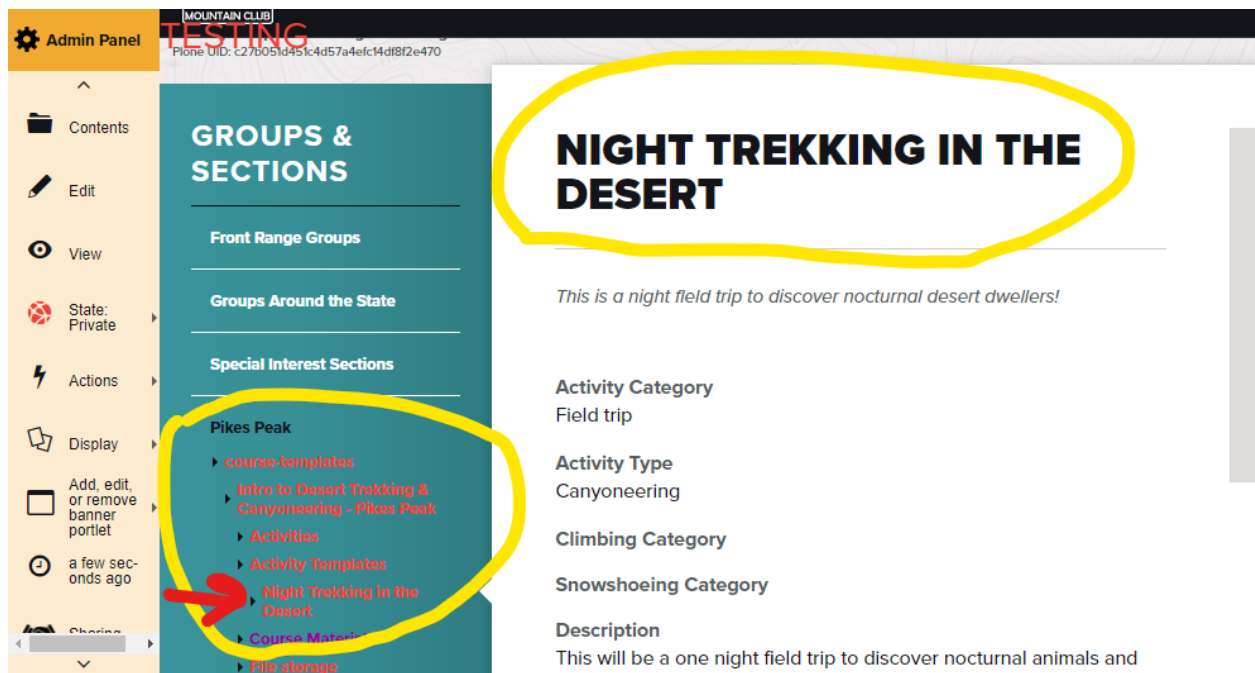 Admin Panel
MOUNTAIN CLUB
TESTING
Plone UID: c27b051d451c4d57a4efc14df8f2e470
Contents
Edit
View
State:
Private
Actions
Display
Add, edit,
or remove
banner
portlet
a few sec-
onds ago
GROUPS &
SECTIONS
Front Range Groups
Groups Around the State
Special Interest Sections
Pikes Peak
course-templates
Intro to Desert Trekking &
Canyoneering - Pikes Peak
Activities
Activity Templates
Night Trekking in the
Desert
Course
File storage
NIGHT TREKKING IN THE
DESERT
This is a night field trip to discover nocturnal desert dwellers!
Activity Category
Field trip
Activity Type
Canyoneering
Climbing Category
Snowshoeing Category
Description
This will be a one night field trip to discover nocturnal animals and